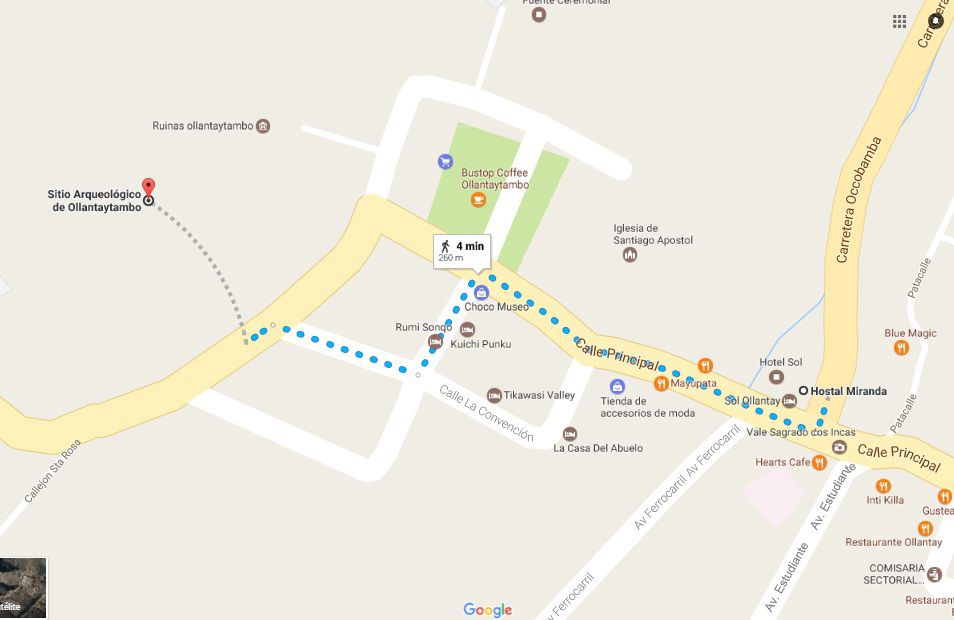 Puente Ceremonial
Carretera
Ruinas ollantaytambo
Bustop Coffee
Ollantaytambo
Carretera Occobamba
Sitio Arqueológico
de Ollantaytambo
Iglesia de
Santiago Apostol
4 min
260 m
Patacalle
Choco Museo
Rumi Sonqo
Kuichi Punku
Blue Magic
Calle Principal
Hotel Sol
Mayupata
Hostal Miranda
Tikawasi Valley
Tienda de
accesorios de moda
Sol Ollantay
Calle La Convención
Patacalle
La Casa Del Abuelo
Vale Sagrado dos Incas
Calle Principal
Callejon Sta Rosa
Av Ferrocarril
Av Ferrocarril
Hearts Cafe
Av. Estudiante
Inti Killa
Restaurante Ollantay
COMISARIA
SECTORIAL...
Av. Estudiante
Ferrocarril
Google